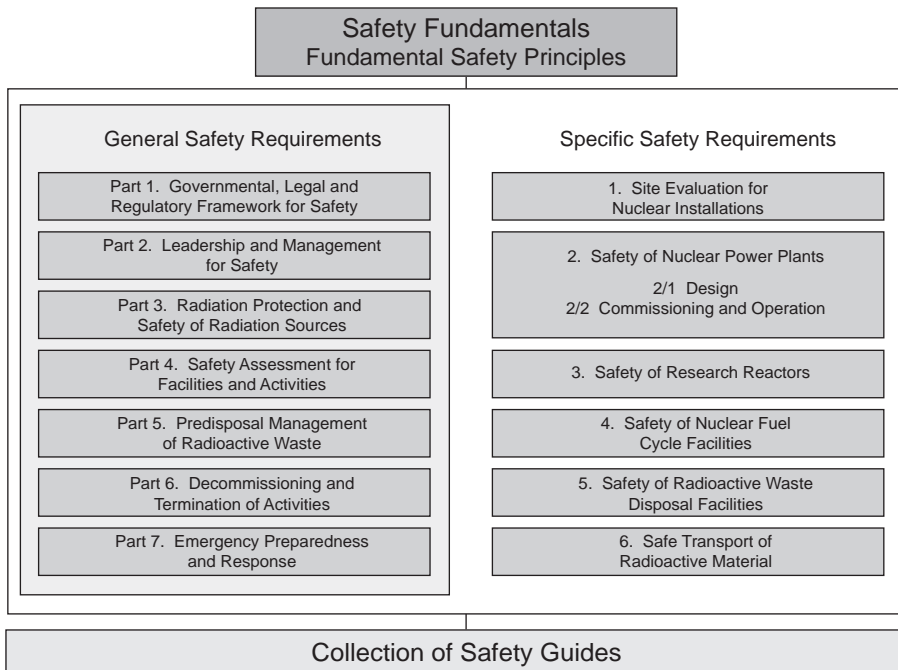 Safety Fundamentals
Fundamental Safety Principles
General Safety Requirements
Part 1. Governmental, Legal and
Regulatory Framework for Safety
Part 2. Leadership and Management
for Safety
Part 3. Radiation Protection and
Safety of Radiation Sources
Part 4. Safety Assessment for
Facilities and Activities
Part 5. Predisposal Management
of Radioactive Waste
Part 6. Decommissioning and
Termination of Activities
Part 7. Emergency Preparedness
and Response
Specific Safety Requirements
1. Site Evaluation for
Nuclear Installations
2. Safety of Nuclear Power Plants
2/1 Design
2/2 Commissioning and Operation
3. Safety of Research Reactors
4. Safety of Nuclear Fuel
Cycle Facilities
5. Safety of Radioactive Waste
Disposal Facilities
6. Safe Transport of
Radioactive Material
Collection of Safety Guides